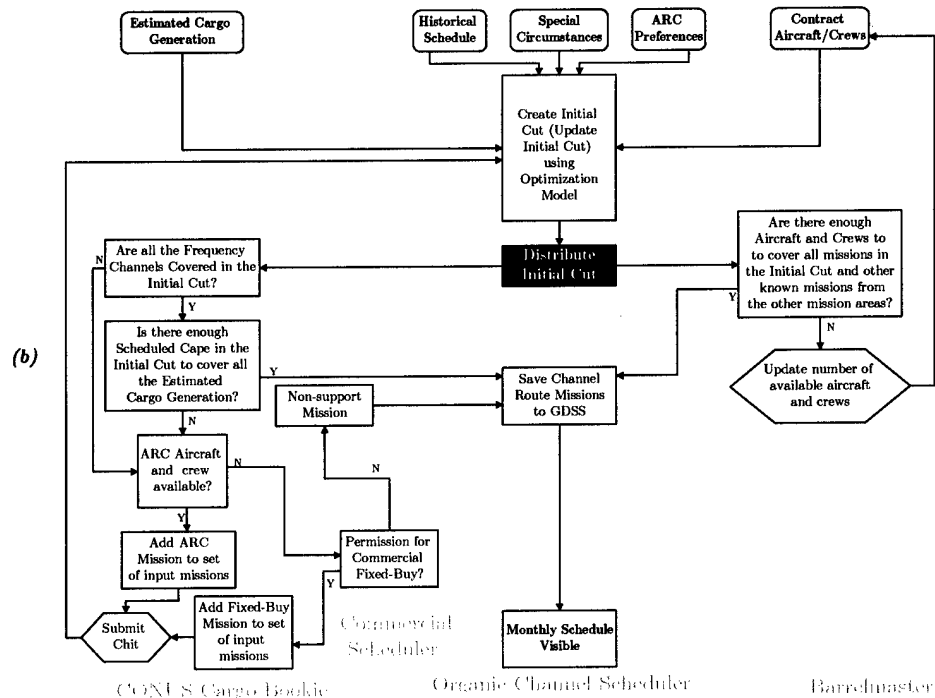 Estimated Cargo
Generation
Historical
Schedule
Special
Circumstances
ARC
Preferences
Contract
Aircraft/Crews
Create Initial
Cut (Update
Initial Cut)
using
Optimization
Model
Are all the Frequency
Channels Covered in the
Initial Cut?
N
Y
Distribute
Initial Cut
Are there enough
Aircraft and Crews to
to cover all missions in
the Initial Cut and other
known missions from
the other mission areas?
Y
N
(b)
Is there enough
Scheduled Cape in the
Initial Cut to cover all
the Estimated
Cargo Generation?
Y
N
Non-support
Mission
Save Channel
Route Missions
to GDSS
Update number of
available aircraft
and crews
ARC Aircraft
and crew
available?
N
Y
N
Add ARC
Mission to set
of input missions
Permission for
Commercial
Fixed-Buy?
Y
Submit
Chit
Add Fixed-Buy
Mission to set
of input
missions
Commercial
Scheduler
Monthly Schedule
Visible
CONUS Cargo Bookie
Organic Channel Scheduler
Barrelmaster